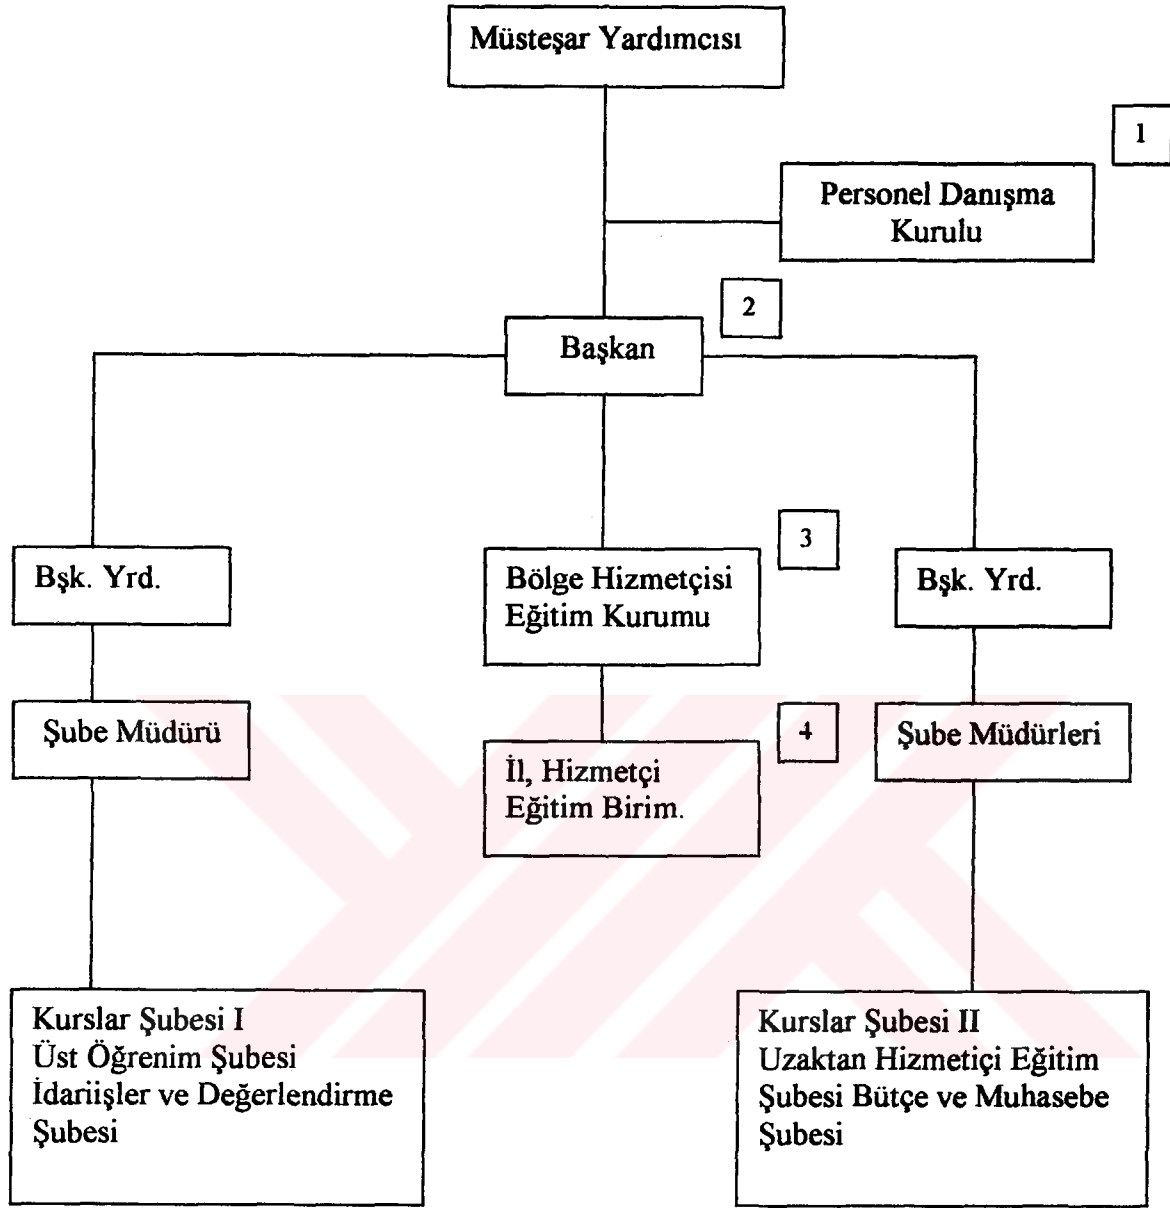 Müsteşar Yardımcısı
1
Personel Danışma
Kurulu
2
Başkan
Bşk. Yrd.
3
Bölge Hizmetçisi
Eğitim Kurumu
Bşk. Yrd.
Şube Müdürü
4
İl, Hizmetçi
Eğitim Birim.
Şube Müdürleri
Kurslar Şubesi I
Üst Öğrenim Şubesi
İdariişler ve Değerlendirme
Şubesi
Kurslar Şubesi II
Uzaktan Hizmetiçi Eğitim
Şubesi Bütçe ve Muhasebe
Şubesi